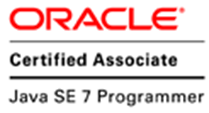 ORACLE
Certified Associate
Java SE 7 Programmer